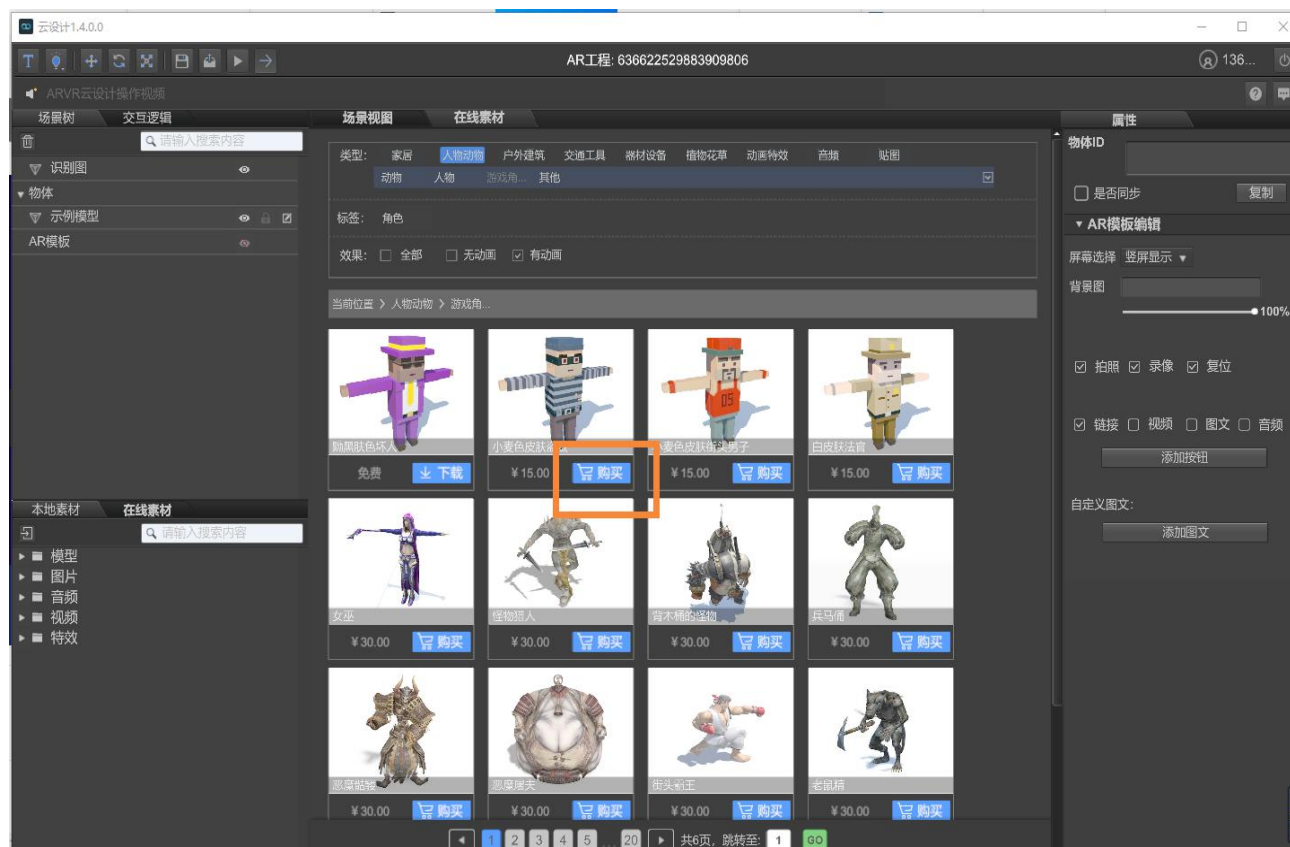 云设计1.4.0.0
AR工程: 636622529883909806
136...
ARVR云设计操作视频
场景树 交互逻辑
请输入搜索内容
识别图
物体
示例模型
AR模板
本地素材 在线素材
请输入搜索内容
模型
图片
音频
视频
特效
场景视图 在线素材
类型: 家居 人物动物 户外建筑 交通工具 器材设备 植物花草 动画特效 音频 贴图
动物 人物 游戏角... 其他
标签: 角色
效果: 全部 无动画 有动画
当前位置 > 人物动物 > 游戏角...
黝黑肤色坏人 小麦色皮肤 小麦色皮肤街头男子 白皮肤法官
免费 下载 ¥15.00 购买 ¥15.00 购买 ¥15.00 购买
女巫 怪物猎人 背木桶的怪物 兵马俑
¥30.00 购买 ¥30.00 购买 ¥30.00 购买 ¥30.00 购买
恶魔骷髅 恶魔屠夫 街头霸王 老鼠精
¥30.00 购买 ¥30.00 购买 ¥30.00 购买 ¥30.00 购买
1 2 3 4 5 ... 20 共6页, 跳转至: 1 GO
属性
物体ID
是否同步 复制
AR模板编辑
屏幕选择 竖屏显示
背景图
100%
拍照 录像 复位
链接 视频 图文 音频
添加按钮
自定义图文:
添加图文